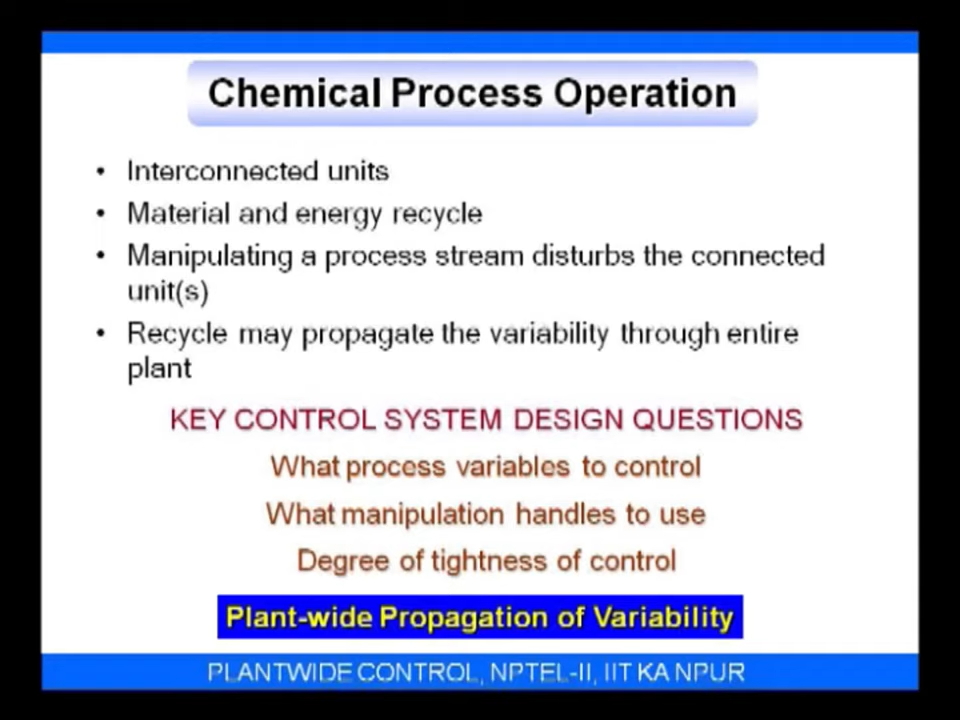 Chemical Process Operation
• Interconnected units
• Material and energy recycle
• Manipulating a process stream disturbs the connected
unit(s)
• Recycle may propagate the variability through entire
plant
KEY CONTROL SYSTEM DESIGN QUESTIONS
What process variables to control
What manipulation handles to use
Degree of tightness of control
Plant-wide Propagation of Variability
PLANTWIDE CONTROL, NPTEL-II, IIT KANPUR